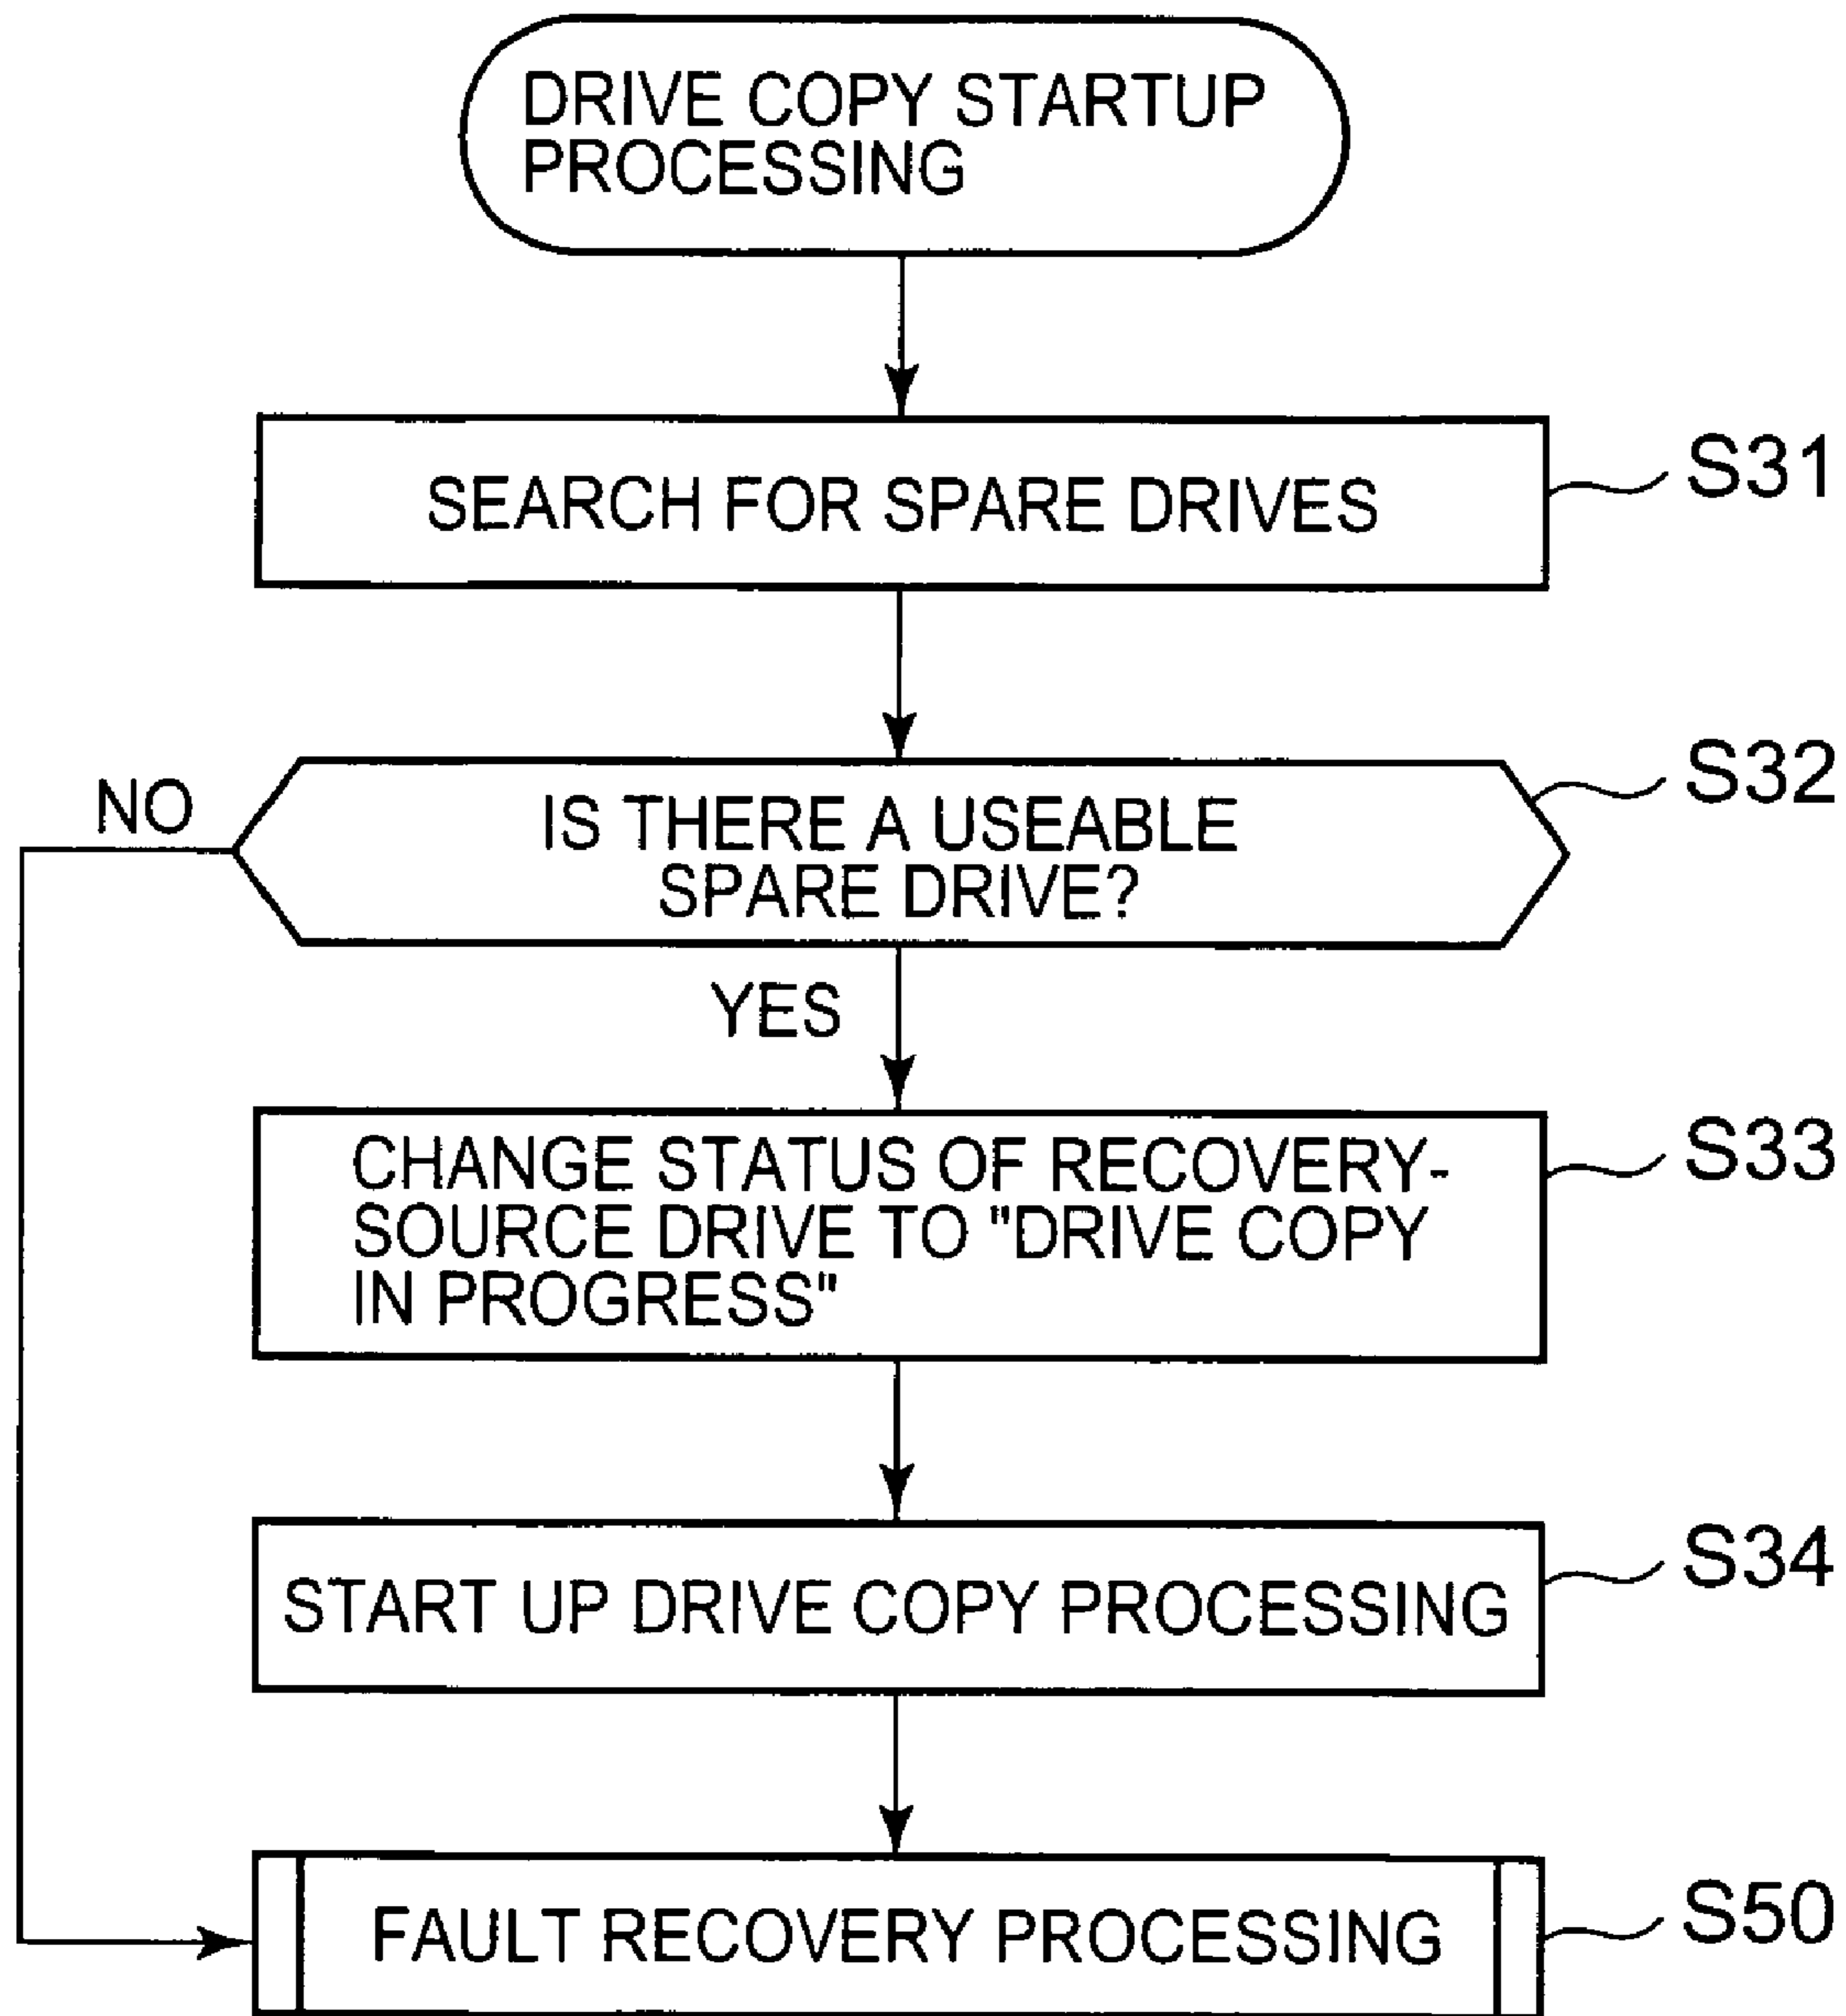 DRIVE COPY STARTUP
PROCESSING
SEARCH FOR SPARE DRIVES
S31
IS THERE A USEABLE
SPARE DRIVE?
S32
NO
YES
CHANGE STATUS OF RECOVERY-
SOURCE DRIVE TO "DRIVE COPY
IN PROGRESS"
S33
START UP DRIVE COPY PROCESSING
S34
FAULT RECOVERY PROCESSING
S50